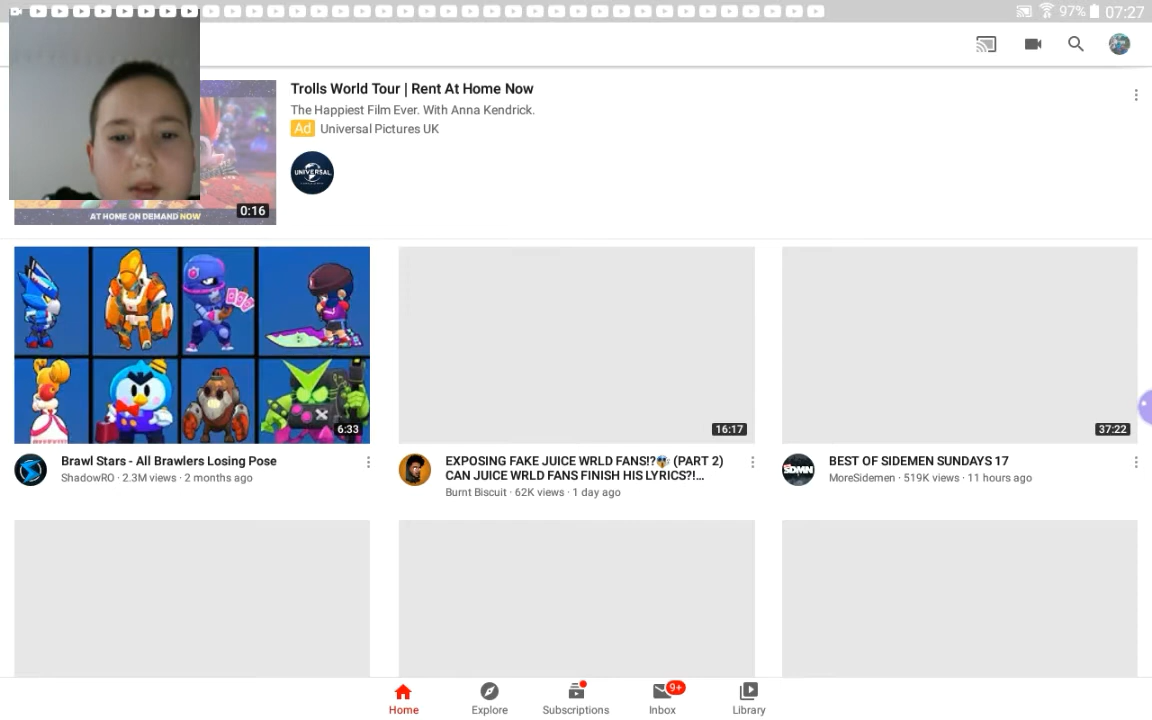 97% 07:27
Trolls World Tour | Rent At Home Now
The Happiest Film Ever. With Anna Kendrick.
Ad Universal Pictures UK
UNIVERSAL
0:16
AT HOME ON DEMAND NOW
6:33
16:17
37:22
Brawl Stars - All Brawlers Losing Pose
ShadowRO · 2.3M views · 2 months ago
EXPOSING FAKE JUICE WRLD FANS!?😱 (PART 2)
CAN JUICE WRLD FANS FINISH HIS LYRICS?!...
Burnt Biscuit · 62K views · 1 day ago
SDMN
BEST OF SIDEMEN SUNDAYS 17
MoreSidemen · 519K views · 11 hours ago
9+
Home Explore Subscriptions Inbox Library